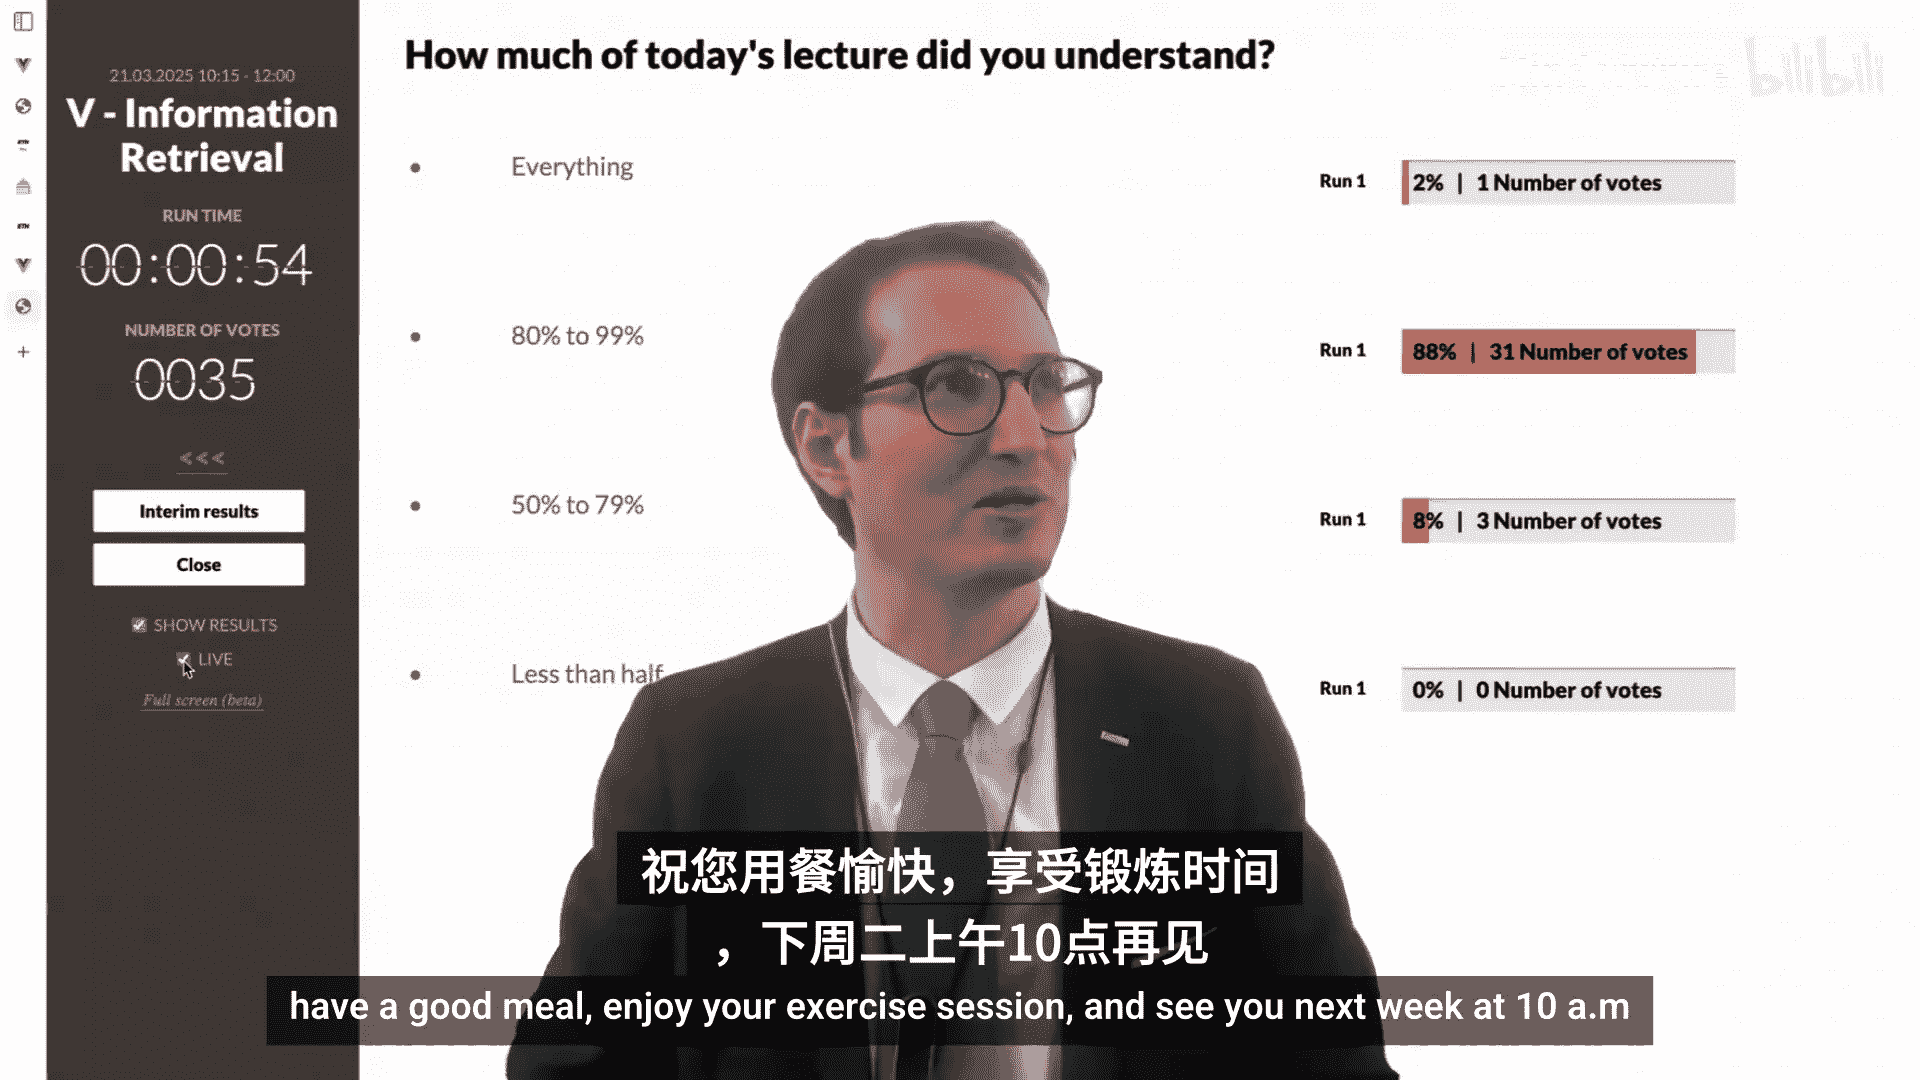 21.03.2025 10:15 - 12:00
V - Information
Retrieval
RUN TIME
00:00:54
NUMBER OF VOTES
0035
<<<
Interim results
Close
SHOW RESULTS
LIVE
Full screen (beta)
How much of today's lecture did you understand?
Everything
Run 1 2% | 1 Number of votes
80% to 99%
Run 1 88% | 31 Number of votes
50% to 79%
Run 1 8% | 3 Number of votes
Less than half
Run 1 0% | 0 Number of votes
bilibili
祝您用餐愉快，享受锻炼时间
，下周二上午10点再见
have a good meal, enjoy your exercise session, and see you next week at 10 a.m